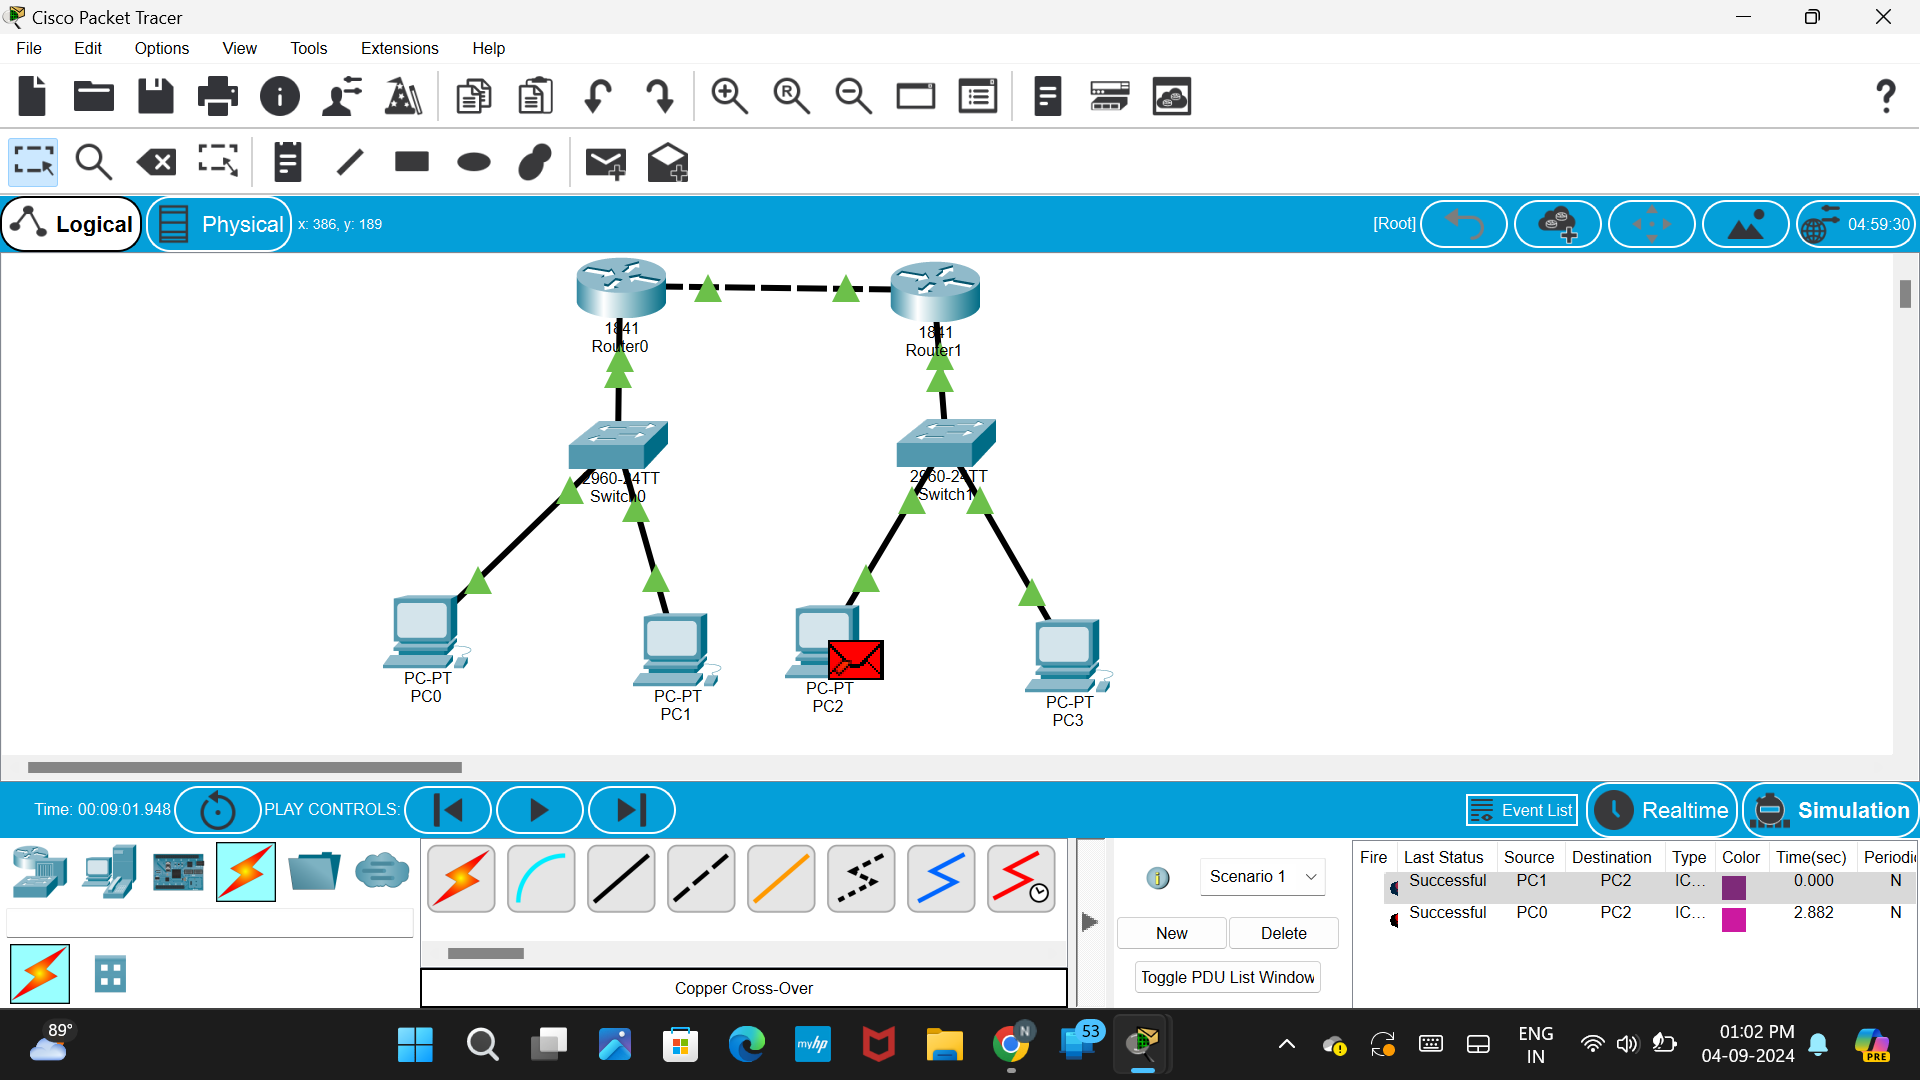 Cisco Packet Tracer
File Edit Options View Tools Extensions Help
Logical Physical x: 386, y: 189 [Root] 04:59:30
1841
Router0
1841
Router1
2960-24TT
Switch0
2960-24TT
Switch1
PC-PT
PC0
PC-PT
PC1
PC-PT
PC2
PC-PT
PC3
Time: 00:09:01.948 PLAY CONTROLS: Event List Realtime Simulation
Fire Last Status Source Destination Type Color Time(sec) Periodic
Successful PC1 PC2 IC... 0.000 N
Successful PC0 PC2 IC... 2.882 N
Scenario 1
New Delete
Toggle PDU List Window
Copper Cross-Over
89°
myhp
N
53
PRE
ENG
IN
01:02 PM
04-09-2024